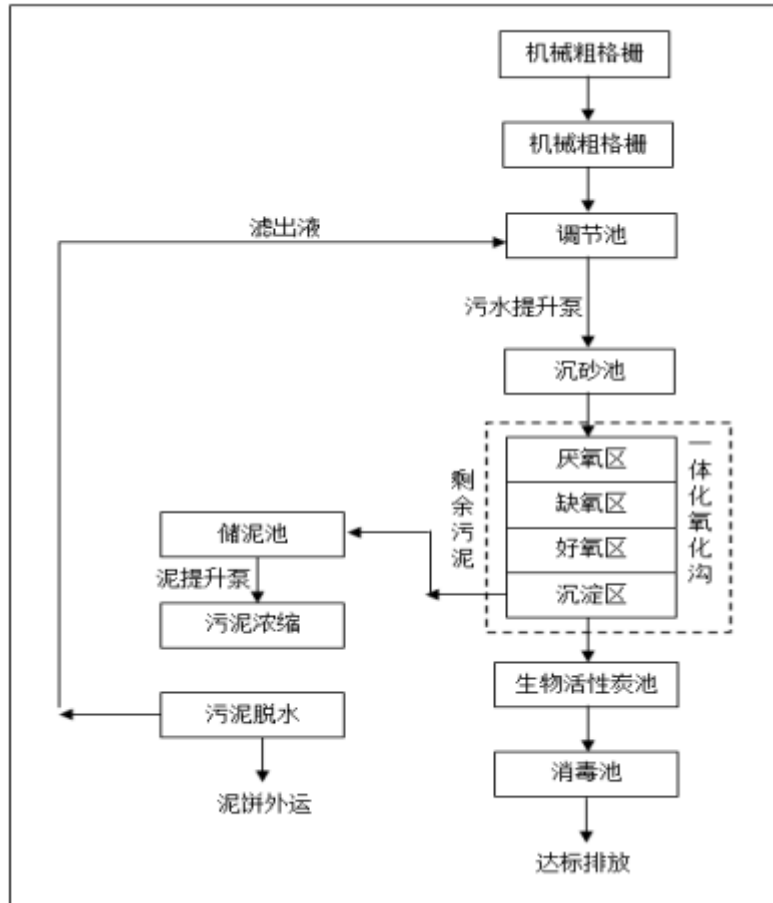 机械粗格栅
机械粗格栅
滤出液
调节池
污水提升泵
沉砂池
厌氧区
缺氧区
好氧区
沉淀区
一体化氧化沟
剩余污泥
储泥池
泥提升泵
污泥浓缩
生物活性炭池
污泥脱水
消毒池
泥饼外运
达标排放